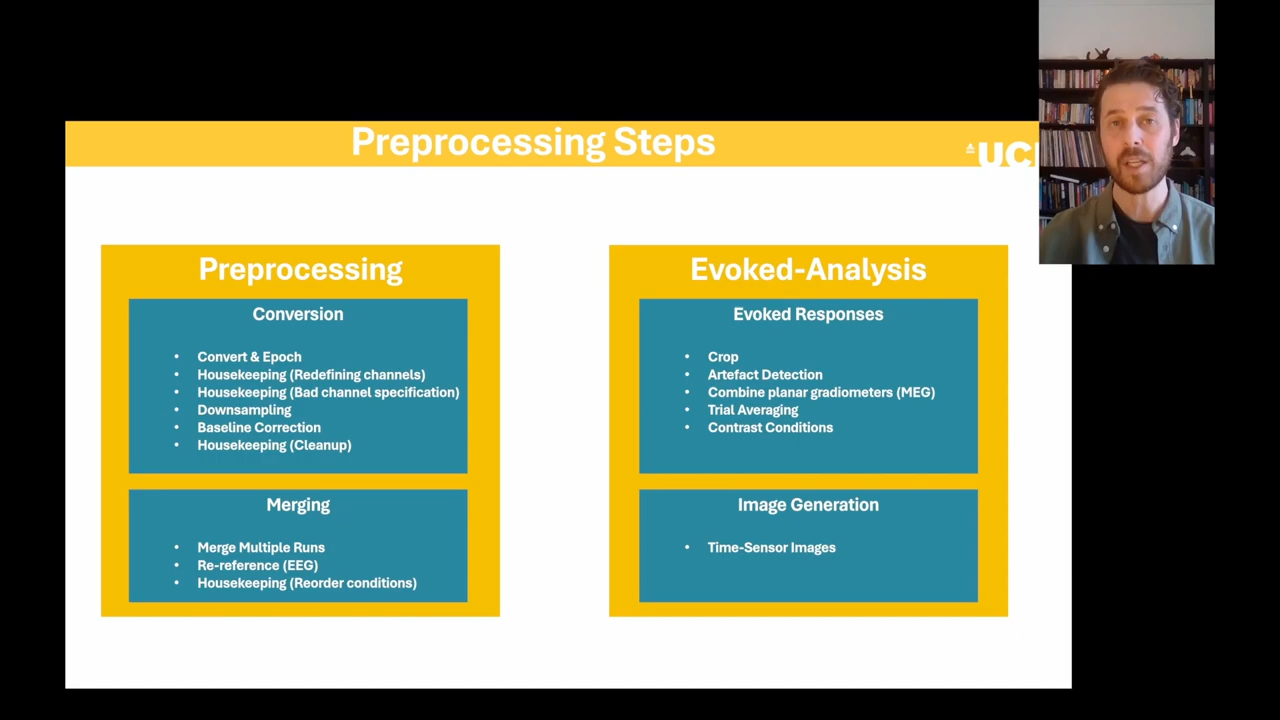 Preprocessing Steps
UC
Preprocessing
Conversion
• Convert & Epoch
• Housekeeping (Redefining channels)
• Housekeeping (Bad channel specification)
• Downsampling
• Baseline Correction
• Housekeeping (Cleanup)
Merging
• Merge Multiple Runs
• Re-reference (EEG)
• Housekeeping (Reorder conditions)
Evoked-Analysis
Evoked Responses
• Crop
• Artefact Detection
• Combine planar gradiometers (MEG)
• Trial Averaging
• Contrast Conditions
Image Generation
• Time-Sensor Images